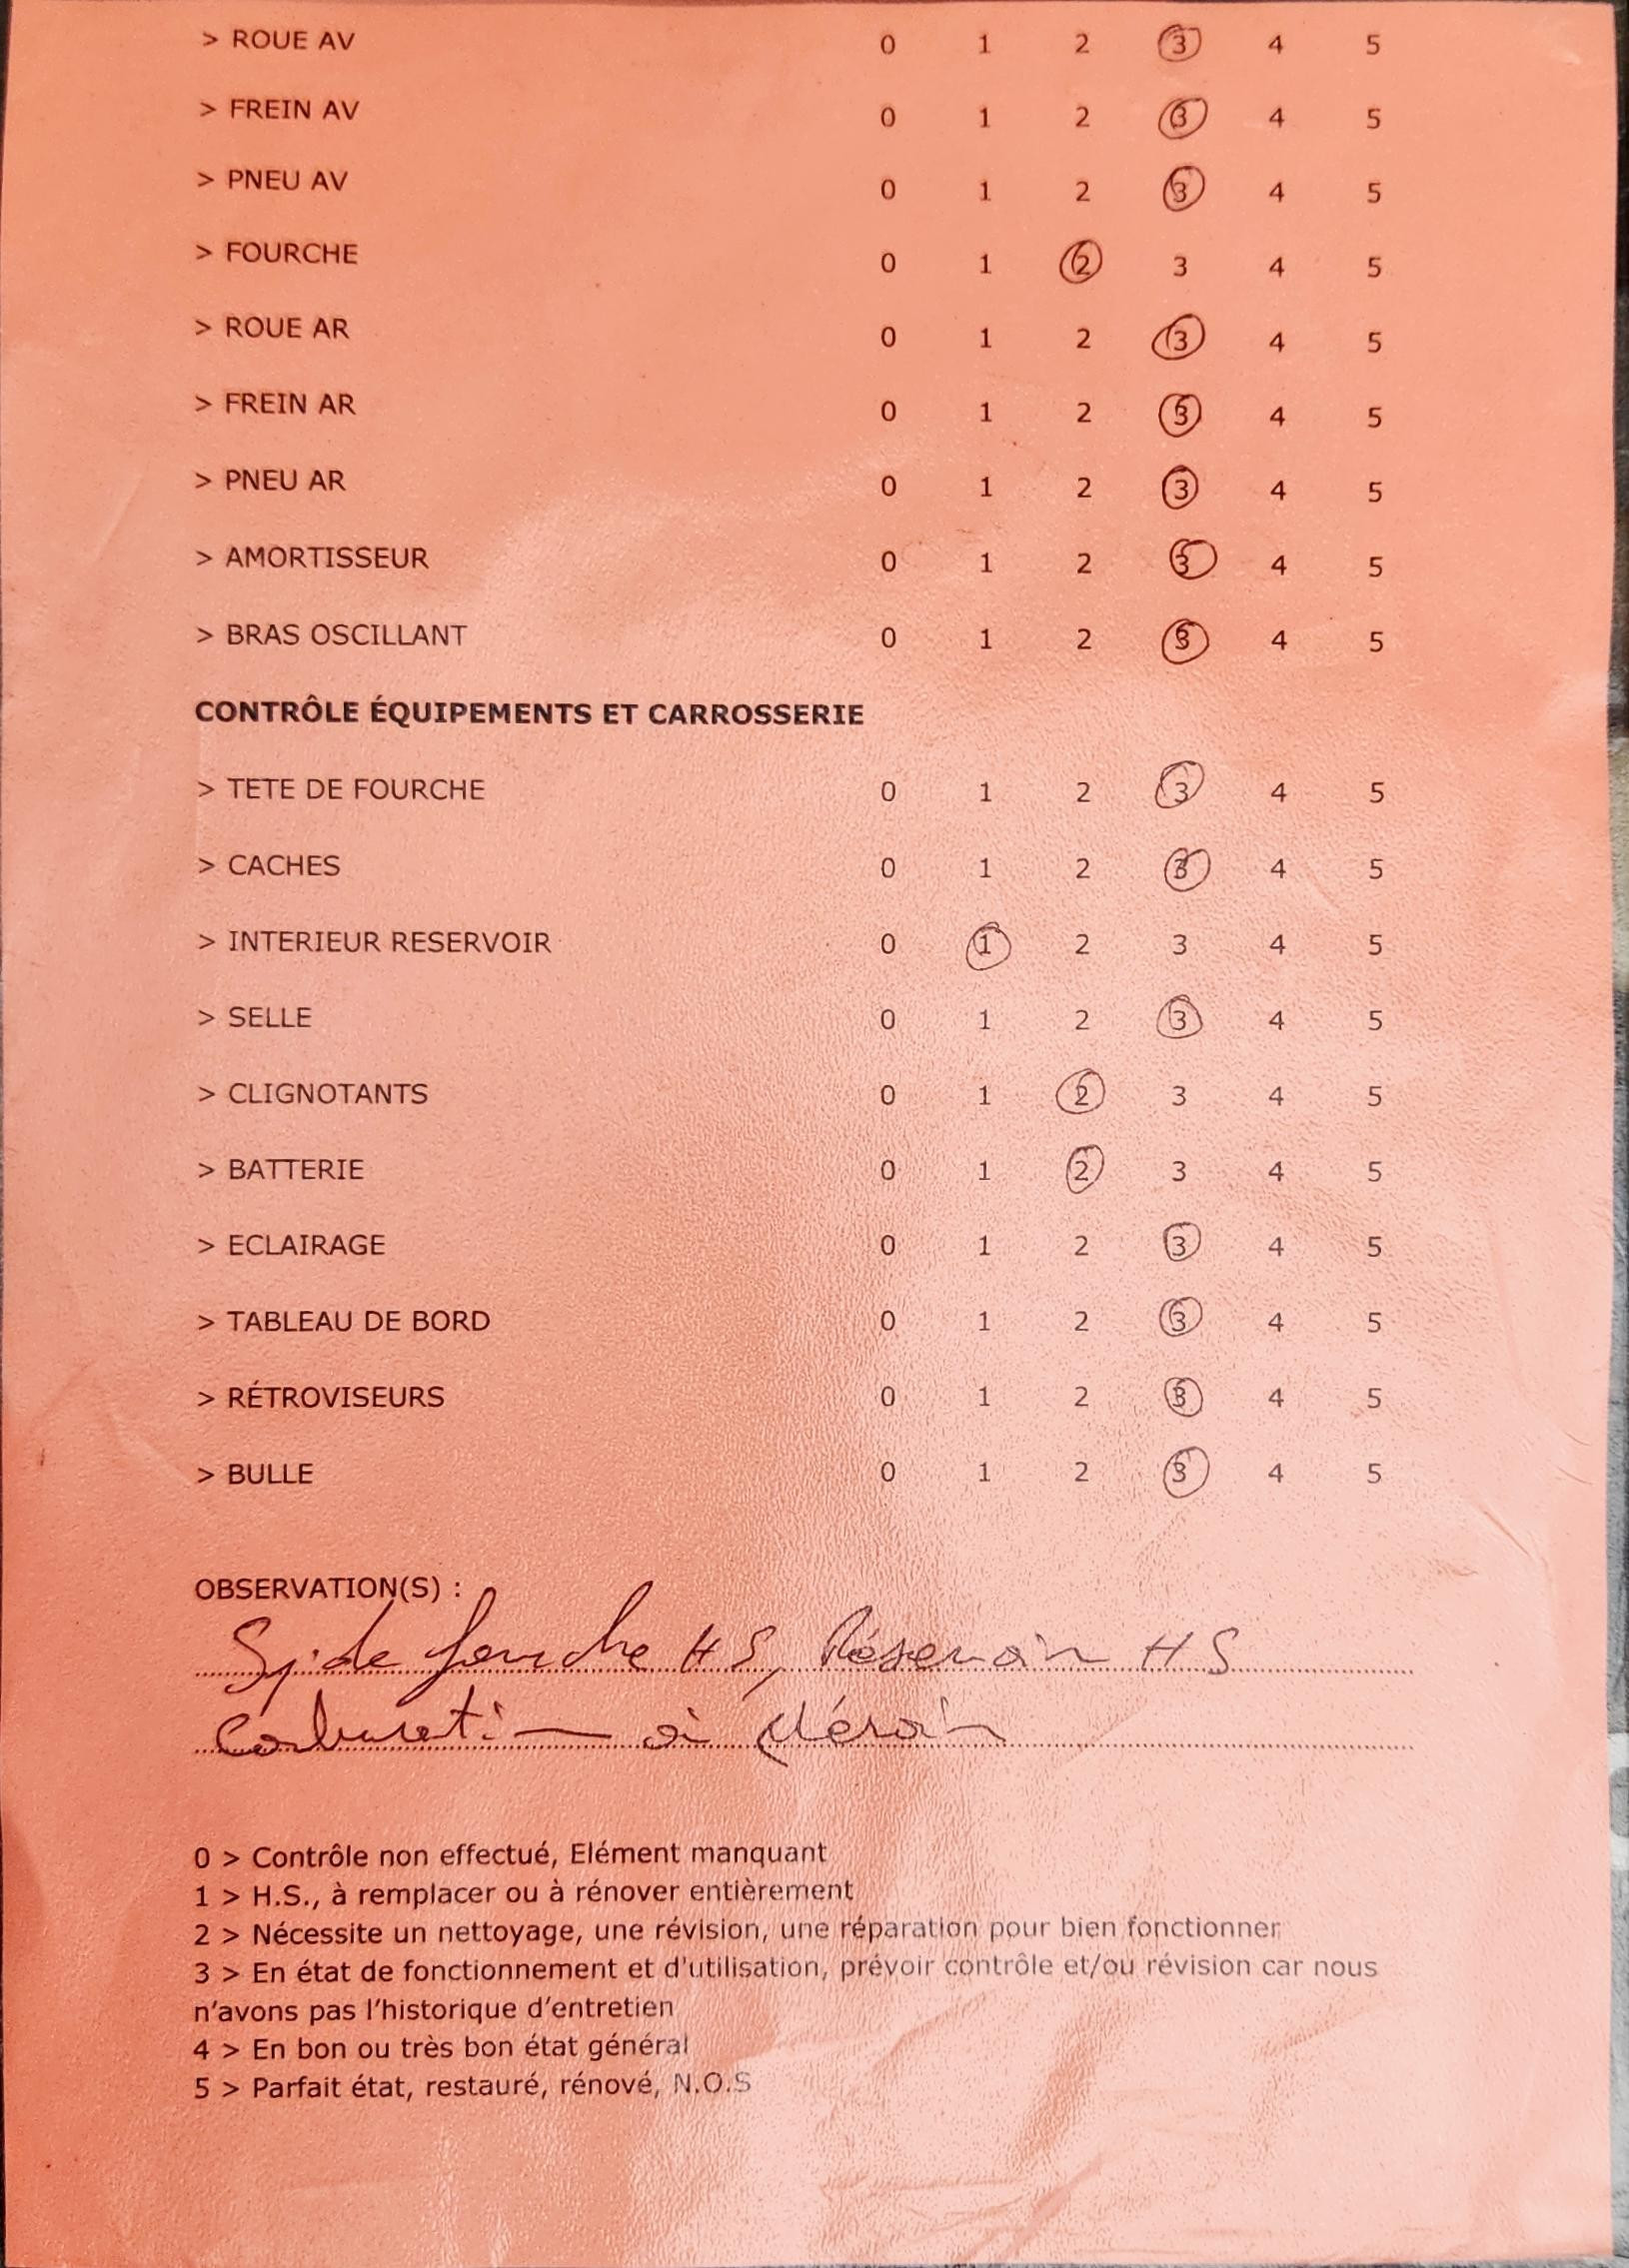 > ROUE AV 0 1 2 3 4 5
> FREIN AV 0 1 2 3 4 5
> PNEU AV 0 1 2 3 4 5
> FOURCHE 0 1 2 3 4 5
> ROUE AR 0 1 2 3 4 5
> FREIN AR 0 1 2 3 4 5
> PNEU AR 0 1 2 3 4 5
> AMORTISSEUR 0 1 2 3 4 5
> BRAS OSCILLANT 0 1 2 3 4 5
CONTRÔLE ÉQUIPEMENTS ET CARROSSERIE
> TETE DE FOURCHE 0 1 2 3 4 5
> CACHES 0 1 2 3 4 5
> INTERIEUR RESERVOIR 0 1 2 3 4 5
> SELLE 0 1 2 3 4 5
> CLIGNOTANTS 0 1 2 3 4 5
> BATTERIE 0 1 2 3 4 5
> ECLAIRAGE 0 1 2 3 4 5
> TABLEAU DE BORD 0 1 2 3 4 5
> RÉTROVISEURS 0 1 2 3 4 5
> BULLE 0 1 2 3 4 5
OBSERVATION(S) :
Spi de fourche HS, Réservoir HS
Carburation à
0 > Contrôle non effectué, Elément manquant
1 > H.S., à remplacer ou à rénover entièrement
2 > Nécessite un nettoyage, une révision, une réparation pour bien fonctionner
3 > En état de fonctionnement et d'utilisation, prévoir contrôle et/ou révision car nous
n'avons pas l'historique d'entretien
4 > En bon ou très bon état général
5 > Parfait état, restauré, rénové, N.O.S